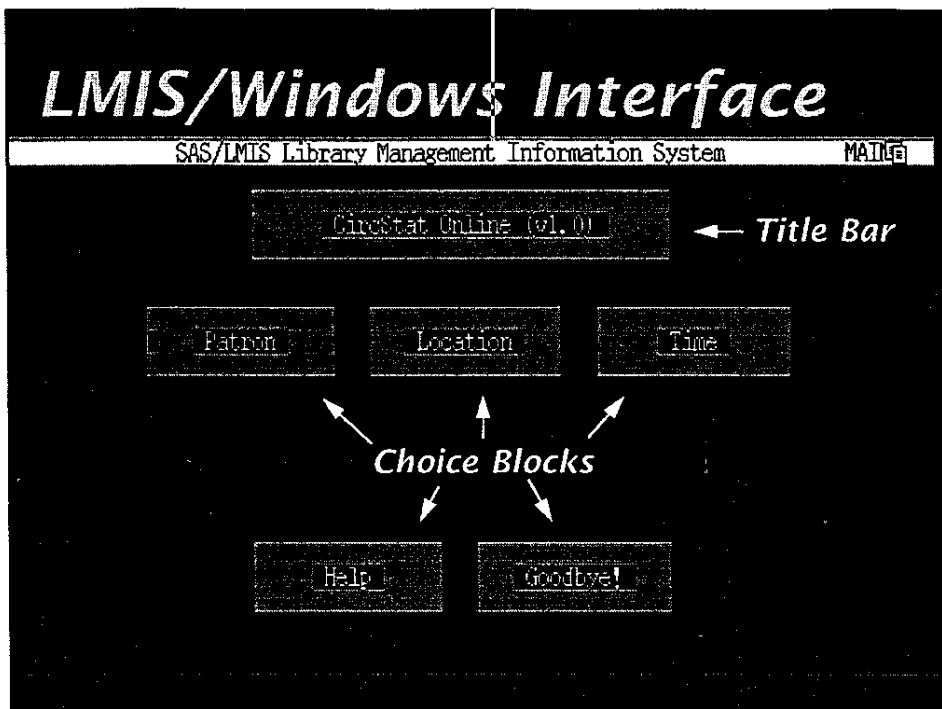 LMIS/Windows Interface
SAS/LMIS Library Management Information System MAIN
CircStat Online (v1.0)
Title Bar
Patron Location Time
Choice Blocks
Help Goodbye!